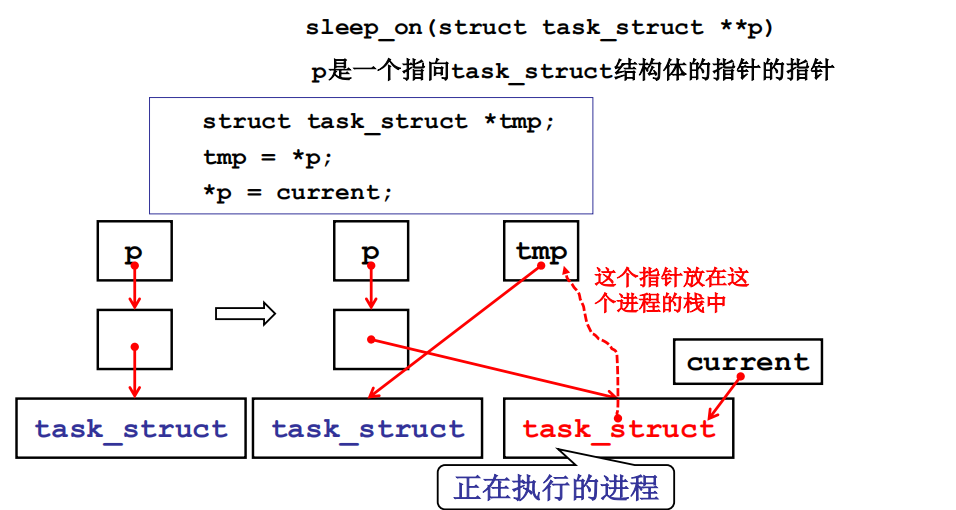 sleep_on(struct task_struct **p)
p是一个指向task_struct结构体的指针的指针
struct task_struct *tmp;
tmp = *p;
*p = current;
p
p
tmp
这个指针放在这
个进程的栈中
current
task_struct
task_struct
task_struct
正在执行的进程